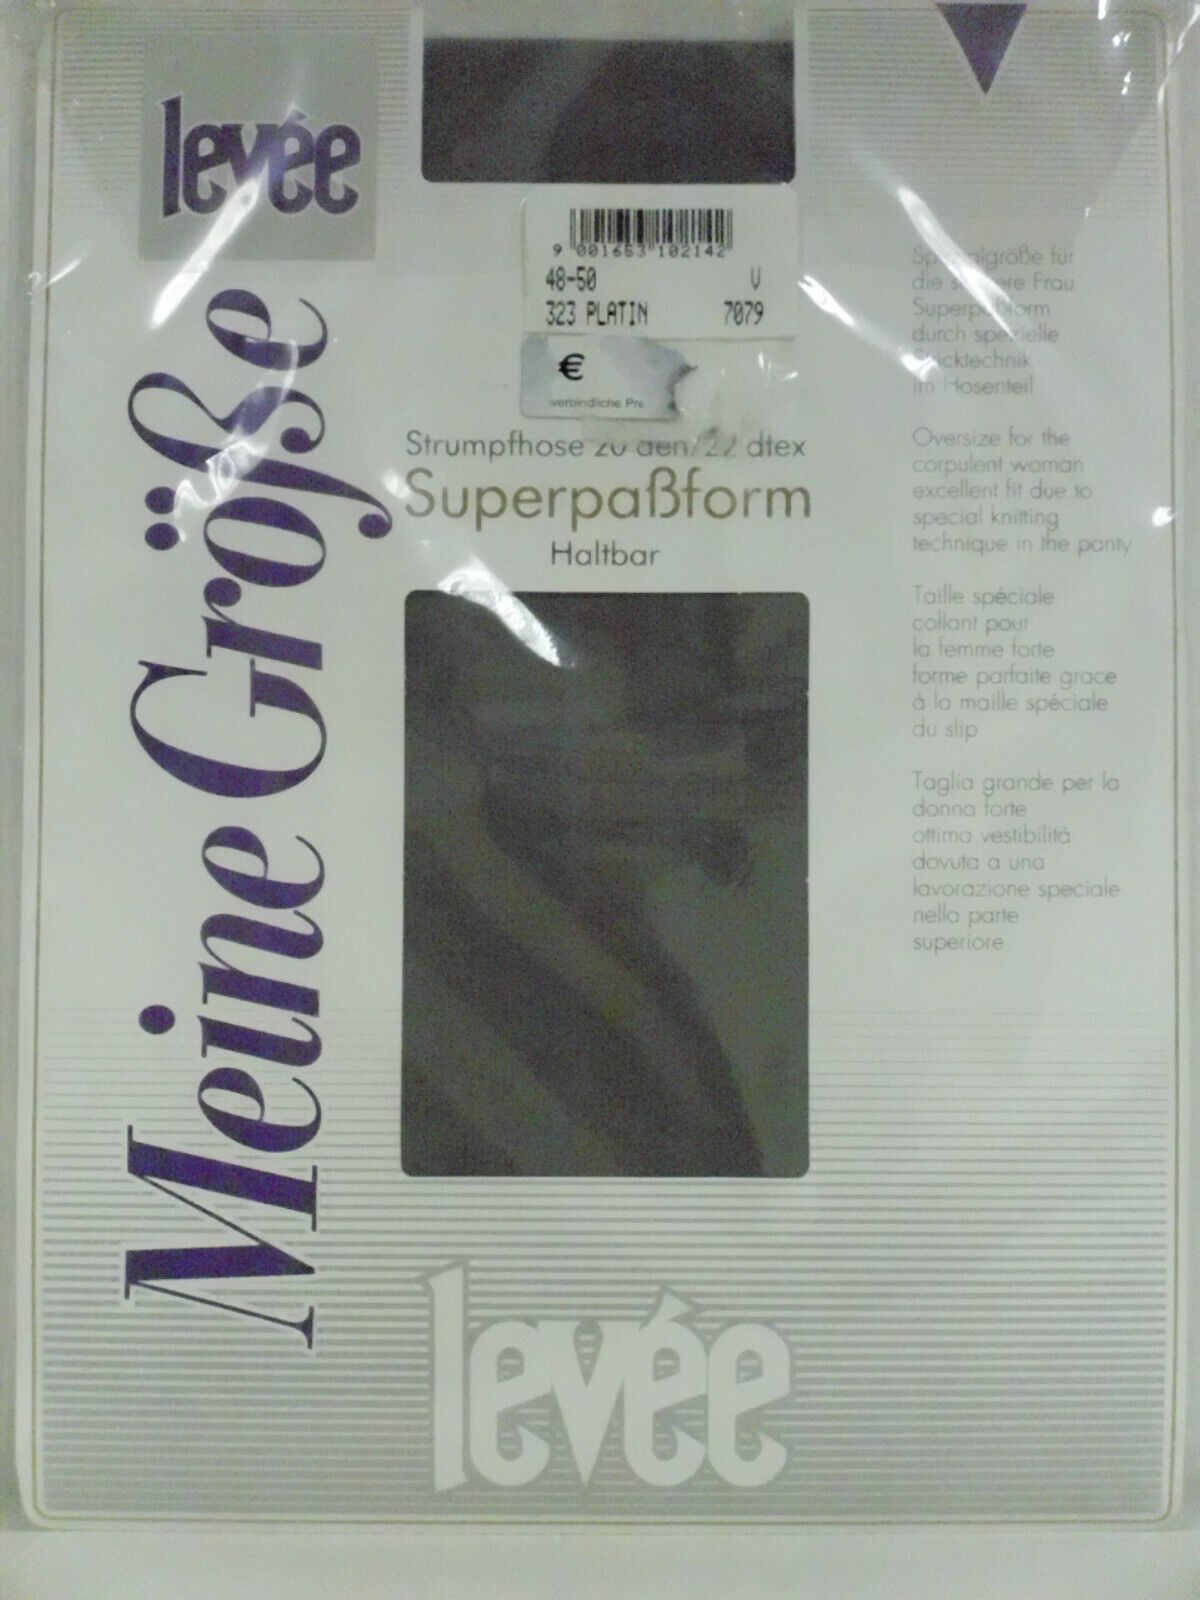 levée
Meine Größe
9 001653 102142
48-50 V
323 PLATIN 7079
€
Strumpfhose 20 den/22 dtex
Superpaßform
Haltbar
Spezialgröße für
die stärkere Frau
Superpaßform
durch spezielle
Stricktechnik
im Hosenteil
Oversize for the
corpulent woman
excellent fit due to
special knitting
technique in the panty
Taille spéciale
collant pour
la femme forte
forme parfaite grace
à la maille spéciale
du slip
Taglia grande per la
donna forte
ottima vestibilità
dovuta a una
lavorazione speciale
nella parte
superiore
levée